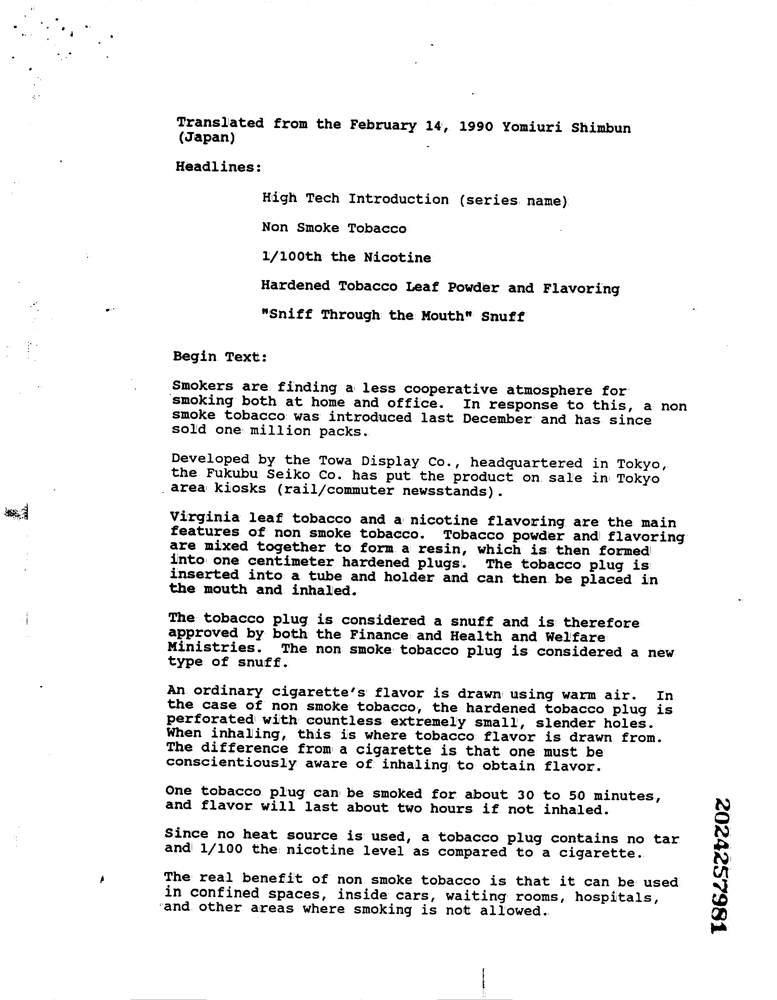 Translated from the February 14, 1990 Yomiuri Shimbun
(Japan)
Headlines:
High Tech Introduction (series name)
Non Smoke Tobacco
1/100th the Nicotine
Hardened Tobacco Leaf Powder and Flavoring
"Sniff Through the Mouth" Snuff
Begin Text:
Smokers are finding a less cooperative atmosphere for
smoking both at home and office. In response to this, a non
smoke tobacco was introduced last December and has since
sold one million packs.
Developed by the Towa Display Co., headquartered in Tokyo,
the Fukubu Seiko Co. has put the product on sale in Tokyo
area kiosks (rail/commuter newsstands).
Virginia leaf tobacco and a nicotine flavoring are the main
features of non smoke tobacco. Tobacco powder and flavoring
are mixed together to form a resin, which is then formed
into one centimeter hardened plugs. The tobacco plug is
inserted into a tube and holder and can then be placed in
the mouth and inhaled.
The tobacco plug is considered a snuff and is therefore
approved by both the Finance and Health and Welfare
Ministries. The non smoke tobacco plug is considered a new
type of snuff.
An ordinary cigarette's flavor is drawn using warm air. In
the case of non smoke tobacco, the hardened tobacco plug is
perforated with countless extremely small, slender holes.
When inhaling, this is where tobacco flavor is drawn from.
The difference from a cigarette is that one must be
conscientiously aware of inhaling to obtain flavor.
One tobacco plug can be smoked for about 30 to 50 minutes,
and flavor will last about two hours if not inhaled.
Since no heat source is used, a tobacco plug contains no tar
and 1/100 the nicotine level as compared to a cigarette.
The real benefit of non smoke tobacco is that it can be used
in confined spaces, inside cars, waiting rooms, hospitals,
and other areas where smoking is not allowed.
2024257981